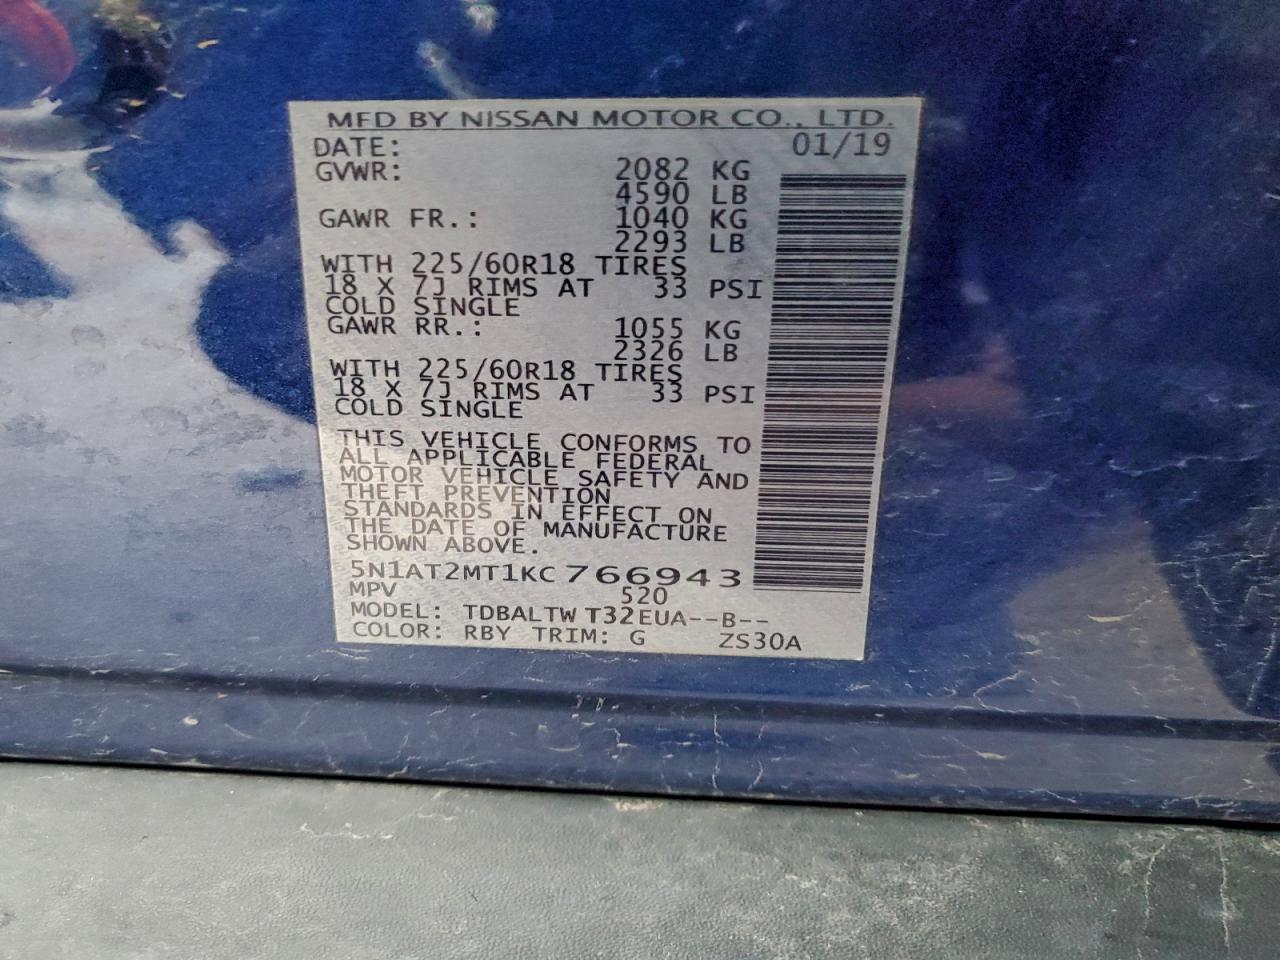 MFD BY NISSAN MOTOR CO., LTD.
DATE: 01/19
GVWR: 2082 KG
4590 LB
GAWR FR.: 1040 KG
2293 LB
WITH 225/60R18 TIRES
18 X 7J RIMS AT 33 PSI
COLD SINGLE
GAWR RR.: 1055 KG
2326 LB
WITH 225/60R18 TIRES
18 X 7J RIMS AT 33 PSI
COLD SINGLE
THIS VEHICLE CONFORMS TO
ALL APPLICABLE FEDERAL
MOTOR VEHICLE SAFETY AND
THEFT PREVENTION
STANDARDS IN EFFECT ON
THE DATE OF MANUFACTURE
SHOWN ABOVE.
5N1AT2MT1KC766943
MPV 520
MODEL: TDBALTW T32EUA--B--
COLOR: RBY TRIM: G ZS30A